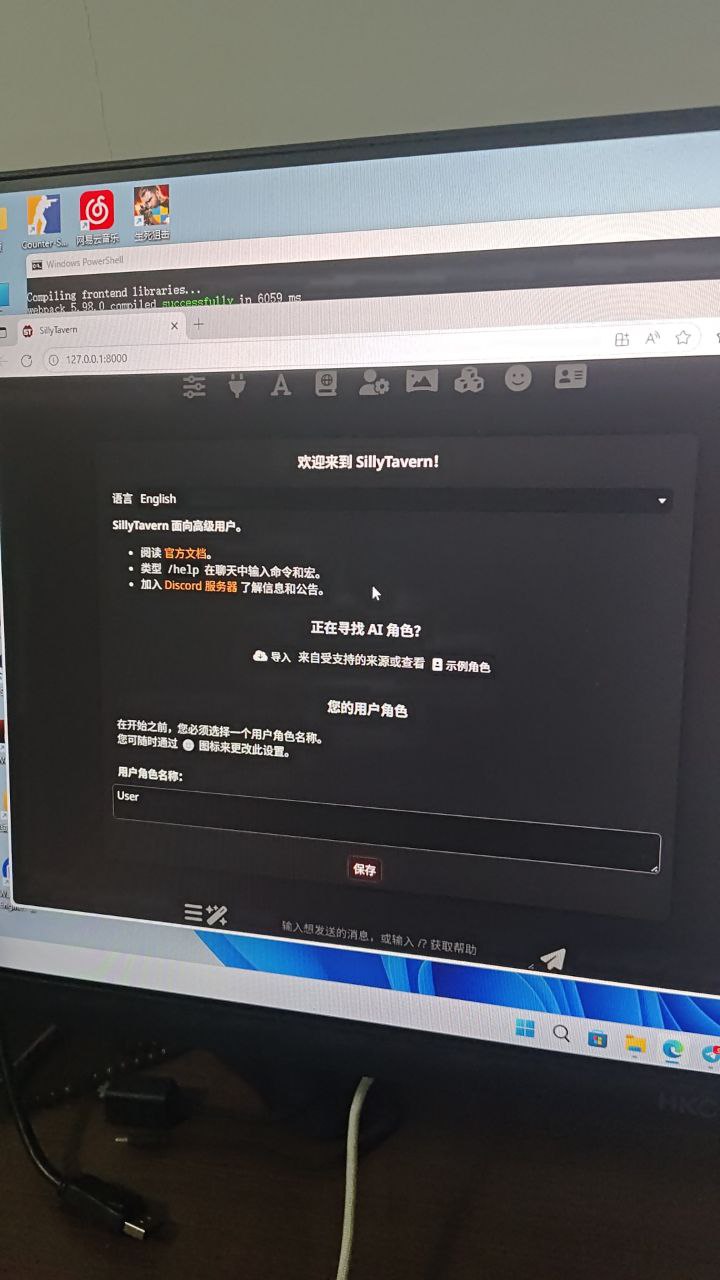 Counter-S...
网易云音乐
生死狙击
Windows PowerShell
Compiling frontend libraries...
webpack 5.98.0 compiled successfully in 6059 ms
SillyTavern
127.0.0.1:8000
欢迎来到 SillyTavern！
语言 English
SillyTavern 面向高级用户。
阅读 官方文档。
类型 /help 在聊天中输入命令和宏。
加入 Discord 服务器 了解信息和公告。
正在寻找 AI 角色？
导入 来自受支持的来源或查看 示例角色
您的用户角色
在开始之前，您必须选择一个用户角色名称。
您可随时通过 图标来更改此设置。
用户角色名称：
User
保存
输入想发送的消息，或输入 /? 获取帮助
HKC